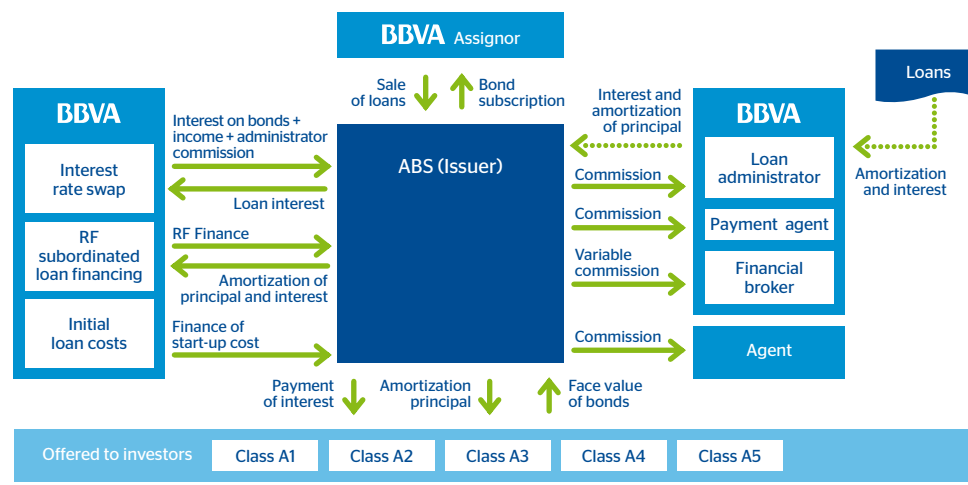 BBVA Assignor
Loans
Sale
of loans
Bond
subscription
BBVA
Interest
rate swap
RF
subordinated
loan financing
Initial
loan costs
Interest on bonds +
income + administrator
commission
Loan interest
RF Finance
Amortization of
principal and interest
Finance of
start-up cost
ABS (Issuer)
Interest and
amortization
of principal
Commission
Commission
Variable
commission
Commission
BBVA
Loan
administrator
Payment agent
Financial
broker
Agent
Amortization
and interest
Payment
of interest
Amortization
principal
Face value
of bonds
Offered to investors
Class A1
Class A2
Class A3
Class A4
Class A5